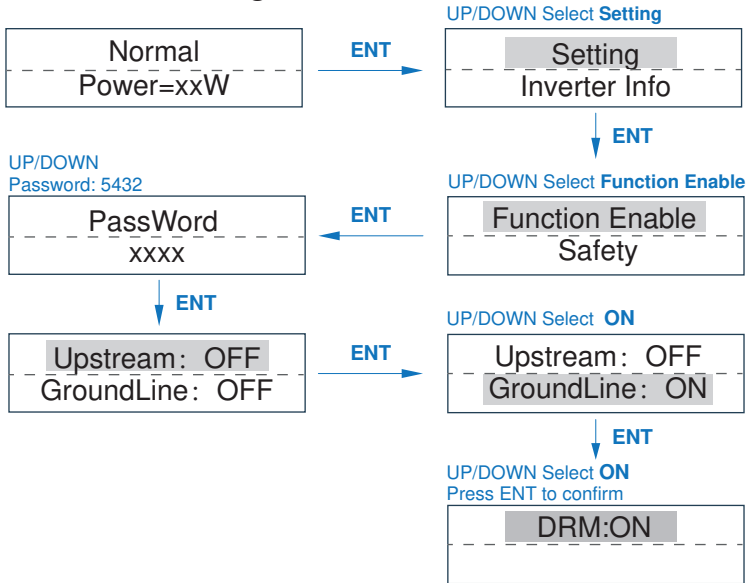 UP/DOWN Select Setting
Normal
Power=xxW
ENT
Setting
Inverter Info
ENT
UP/DOWN
Password: 5432
UP/DOWN Select Function Enable
PassWord
xxxx
ENT
Function Enable
Safety
ENT
UP/DOWN Select ON
Upstream: OFF
GroundLine: OFF
ENT
Upstream: OFF
GroundLine: ON
ENT
UP/DOWN Select ON
Press ENT to confirm
DRM:ON